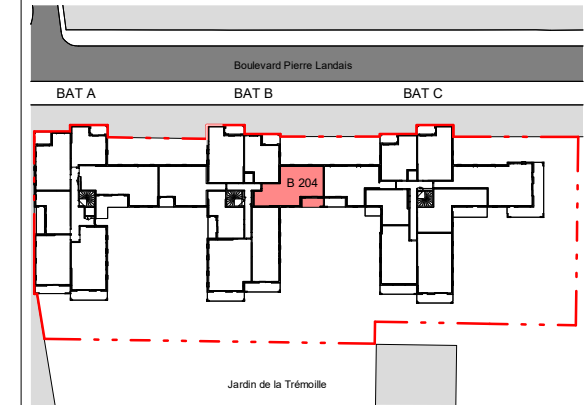 Boulevard Pierre Landais
BAT A BAT B BAT C
B 204
Jardin de la Trémoille